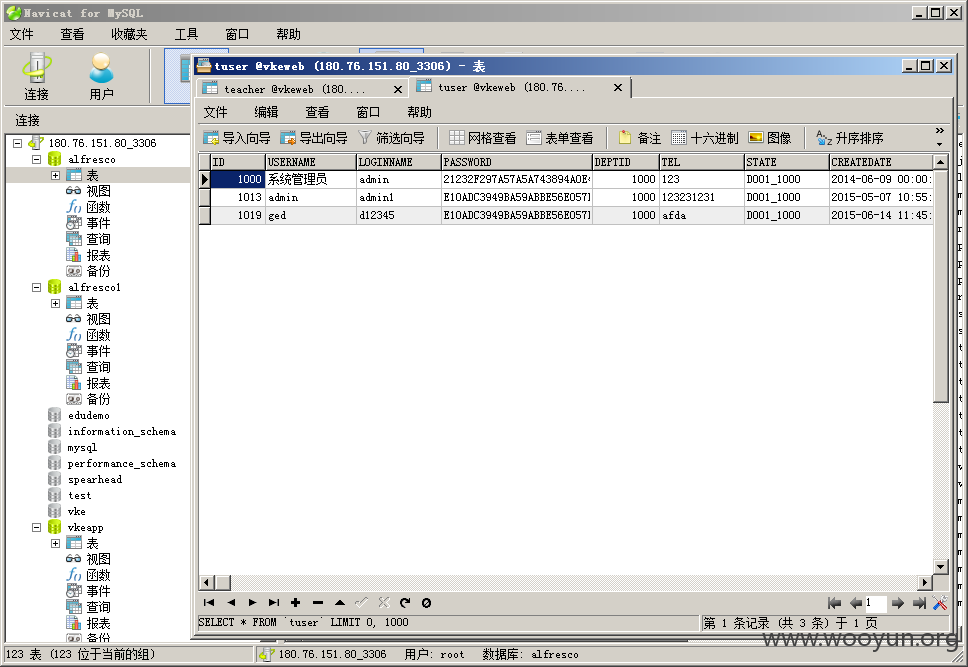 Navicat for MySQL
文件 查看 收藏夹 工具 窗口 帮助
连接 用户
连接
180.76.151.80_3306
alfresco
表
视图
函数
事件
查询
报表
备份
alfresco1
表
视图
函数
事件
查询
报表
备份
edudemo
information_schema
mysql
performance_schema
spearhead
test
vke
vkeapp
表
视图
函数
事件
查询
报表
备份
tuser @vkeweb (180.76.151.80_3306) - 表
teacher @vkeweb (180.... tuser @vkeweb (180.76....
文件 编辑 查看 窗口 帮助
导入向导 导出向导 筛选向导 网格查看 表单查看 备注 十六进制 图像 升序排序
ID USERNAME LOGINNAME PASSWORD DEPTID TEL STATE CREATEDATE
1000 系统管理员 admin 21232F297A57A5A743894A0E4 1000 123 D001_1000 2014-06-09 00:00:
1013 admin admin1 E10ADC3949BA59ABBE56E057 1000 123231231 D001_1000 2015-05-07 10:55:
1019 ged d12345 E10ADC3949BA59ABBE56E057 1000 afda D001_1000 2015-06-14 11:45:
1
SELECT * FROM `tuser` LIMIT 0, 1000 第 1 条记录 (共 3 条) 于 1 页
www.wooyun.org
123 表 (123 位于当前的组) 180.76.151.80_3306 用户: root 数据库: alfresco